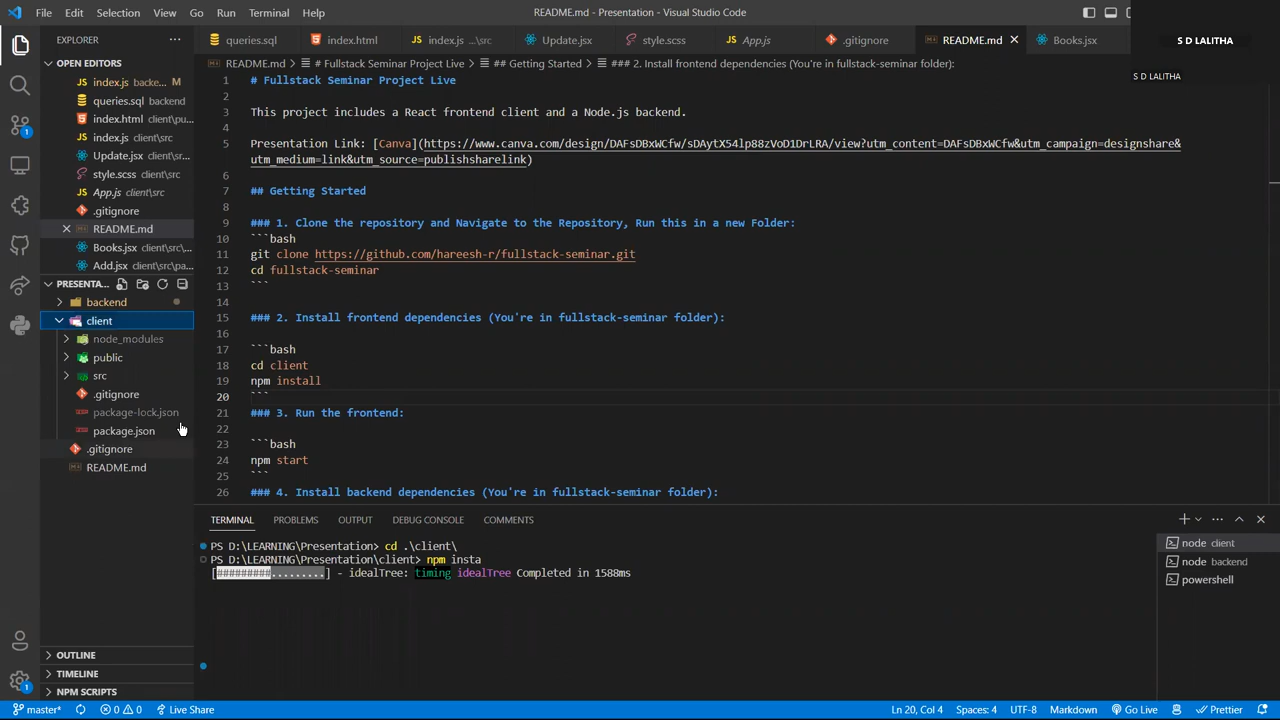 File Edit Selection View Go Run Terminal Help
README.md - Presentation - Visual Studio Code
S D LALITHA
S D LALITHA
EXPLORER
OPEN EDITORS
index.js backe... M
queries.sql backend
index.html client\pu...
index.js client\src
Update.jsx client\sr...
style.scss client\src
App.js client\src
.gitignore
README.md
Books.jsx client\src\...
Add.jsx client\src\pa...
PRESENTA...
backend
client
node_modules
public
src
.gitignore
package-lock.json
package.json
.gitignore
README.md
OUTLINE
TIMELINE
NPM SCRIPTS
queries.sql index.html index.js ...\src Update.jsx style.scss App.js .gitignore README.md Books.jsx
README.md > # Fullstack Seminar Project Live > ## Getting Started > ### 2. Install frontend dependencies (You're in fullstack-seminar folder):
1 # Fullstack Seminar Project Live
2
3 This project includes a React frontend client and a Node.js backend.
4
5 Presentation Link: [Canva](https://www.canva.com/design/DAFsDBxWCfw/sDAytX54lp88zVoD1DrLRA/view?utm_content=DAFsDBxWCfw&utm_campaign=designshare&
utm_medium=link&utm_source=publishsharelink)
6
7 ## Getting Started
8
9 ### 1. Clone the repository and Navigate to the Repository, Run this in a new Folder:
10 ```bash
11 git clone https://github.com/hareesh-r/fullstack-seminar.git
12 cd fullstack-seminar
13 ```
14
15 ### 2. Install frontend dependencies (You're in fullstack-seminar folder):
16
17 ```bash
18 cd client
19 npm install
20 ```
21 ### 3. Run the frontend:
22
23 ```bash
24 npm start
25 ```
26 ### 4. Install backend dependencies (You're in fullstack-seminar folder):
TERMINAL PROBLEMS OUTPUT DEBUG CONSOLE COMMENTS
PS D:\LEARNING\Presentation> cd .\client\
PS D:\LEARNING\Presentation\client> npm insta
[#########.........] - idealTree: timing idealTree Completed in 1588ms
node client
node backend
powershell
1
1
master* 0 0 Live Share
Ln 20, Col 4 Spaces: 4 UTF-8 Markdown Go Live Prettier